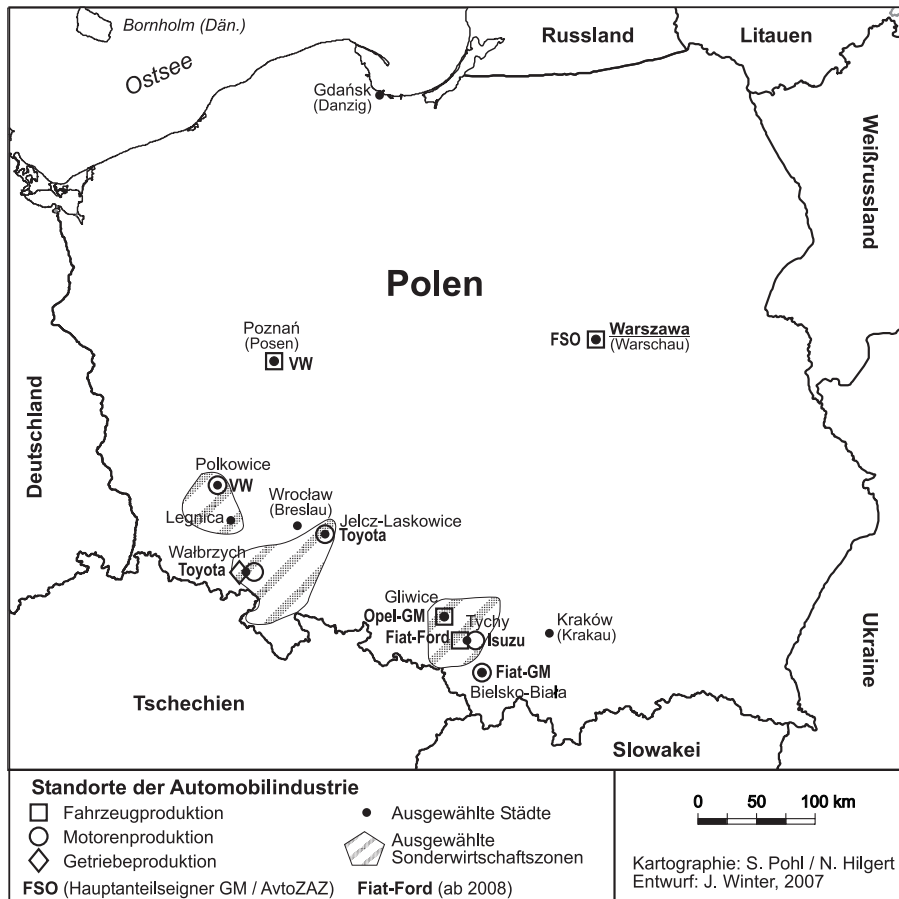 Bornholm (Dän.)
Russland
Litauen
Ostsee
Gdańsk
(Danzig)
Weißrussland
Polen
Poznań
(Posen)
VW
FSO
Warszawa
(Warschau)
Deutschland
Polkowice
VW
Wrocław
(Breslau)
Legnica
Jelcz-Laskowice
Toyota
Wałbrzych
Toyota
Gliwice
Opel-GM
Tychy
Fiat-Ford
Isuzu
Kraków
(Krakau)
Fiat-GM
Bielsko-Biała
Ukraine
Tschechien
Slowakei
Standorte der Automobilindustrie
Fahrzeugproduktion
Motorenproduktion
Getriebeproduktion
FSO (Hauptanteilseigner GM / AvtoZAZ)
Ausgewählte Städte
Ausgewählte
Sonderwirtschaftszonen
Fiat-Ford (ab 2008)
0 50 100 km
Kartographie: S. Pohl / N. Hilgert
Entwurf: J. Winter, 2007